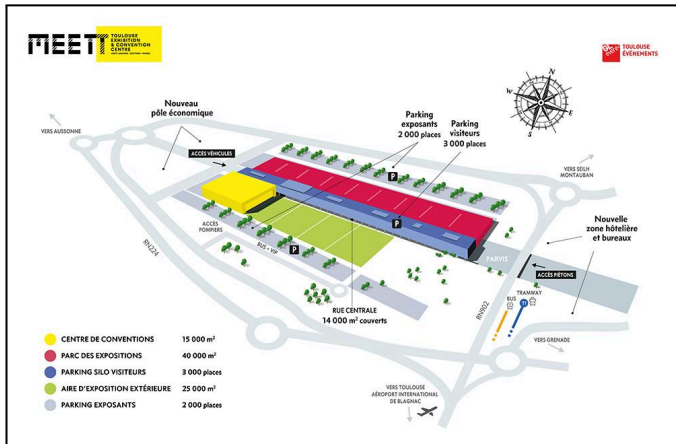 MEETT
TOULOUSE
EXHIBITION
& CONVENTION
CENTRE
TOULOUSE
ÉVÉNEMENTS
N
W
E
S
Nouveau
pôle économique
VERS AUSSONNE
ACCÈS VÉHICULES
Parking
exposants
2 000 places
Parking
visiteurs
3 000 places
P
VERS SEILH
MONTAUBAN
Nouvelle
zone hôtelière
et bureaux
P
ACCÈS
POMPIERS
BUS + VIP
P
PARVIS
ACCÈS PIÉTONS
RN224
RN902
TRAMWAY
BUS
T1
RUE CENTRALE
14 000 m² couverts
VERS GRENADE
CENTRE DE CONVENTIONS 15 000 m²
PARC DES EXPOSITIONS 40 000 m²
PARKING SILO VISITEURS 3 000 places
AIRE D'EXPOSITION EXTÉRIEURE 25 000 m²
PARKING EXPOSANTS 2 000 places
VERS TOULOUSE
AÉROPORT INTERNATIONAL
DE BLAGNAC